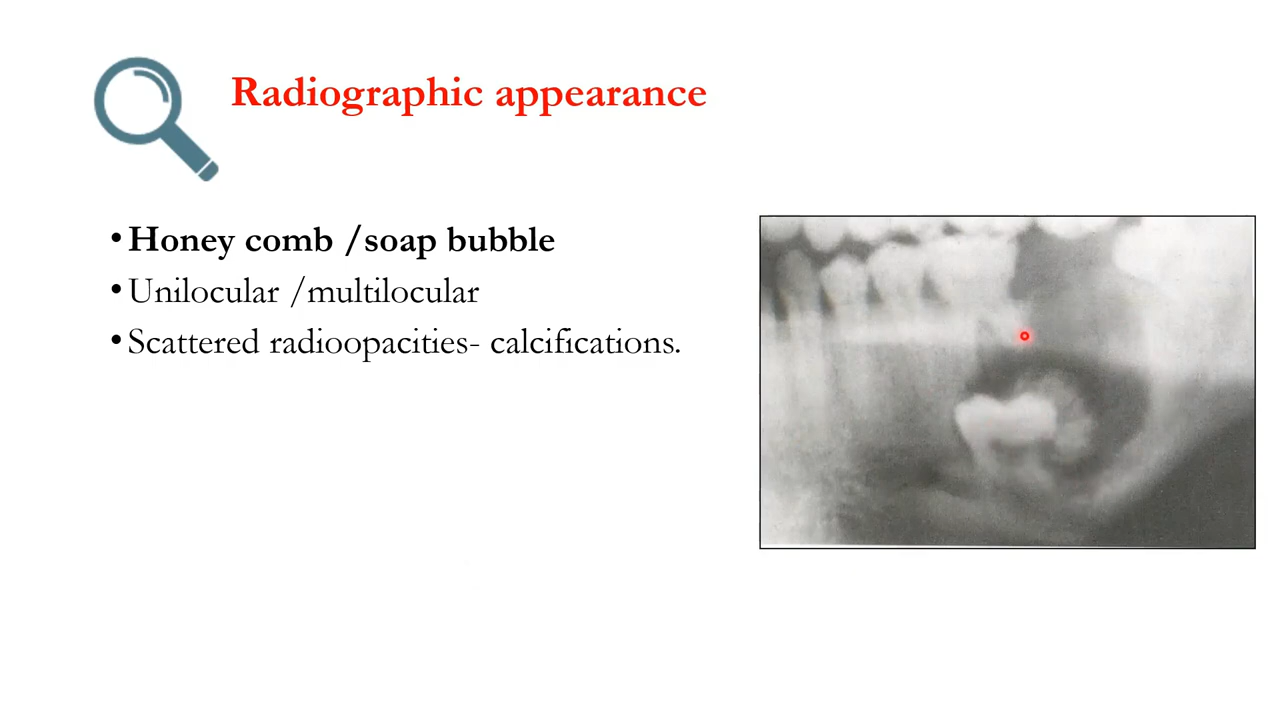 Radiographic appearance
• Honey comb /soap bubble
• Unilocular /multilocular
• Scattered radioopacities- calcifications.